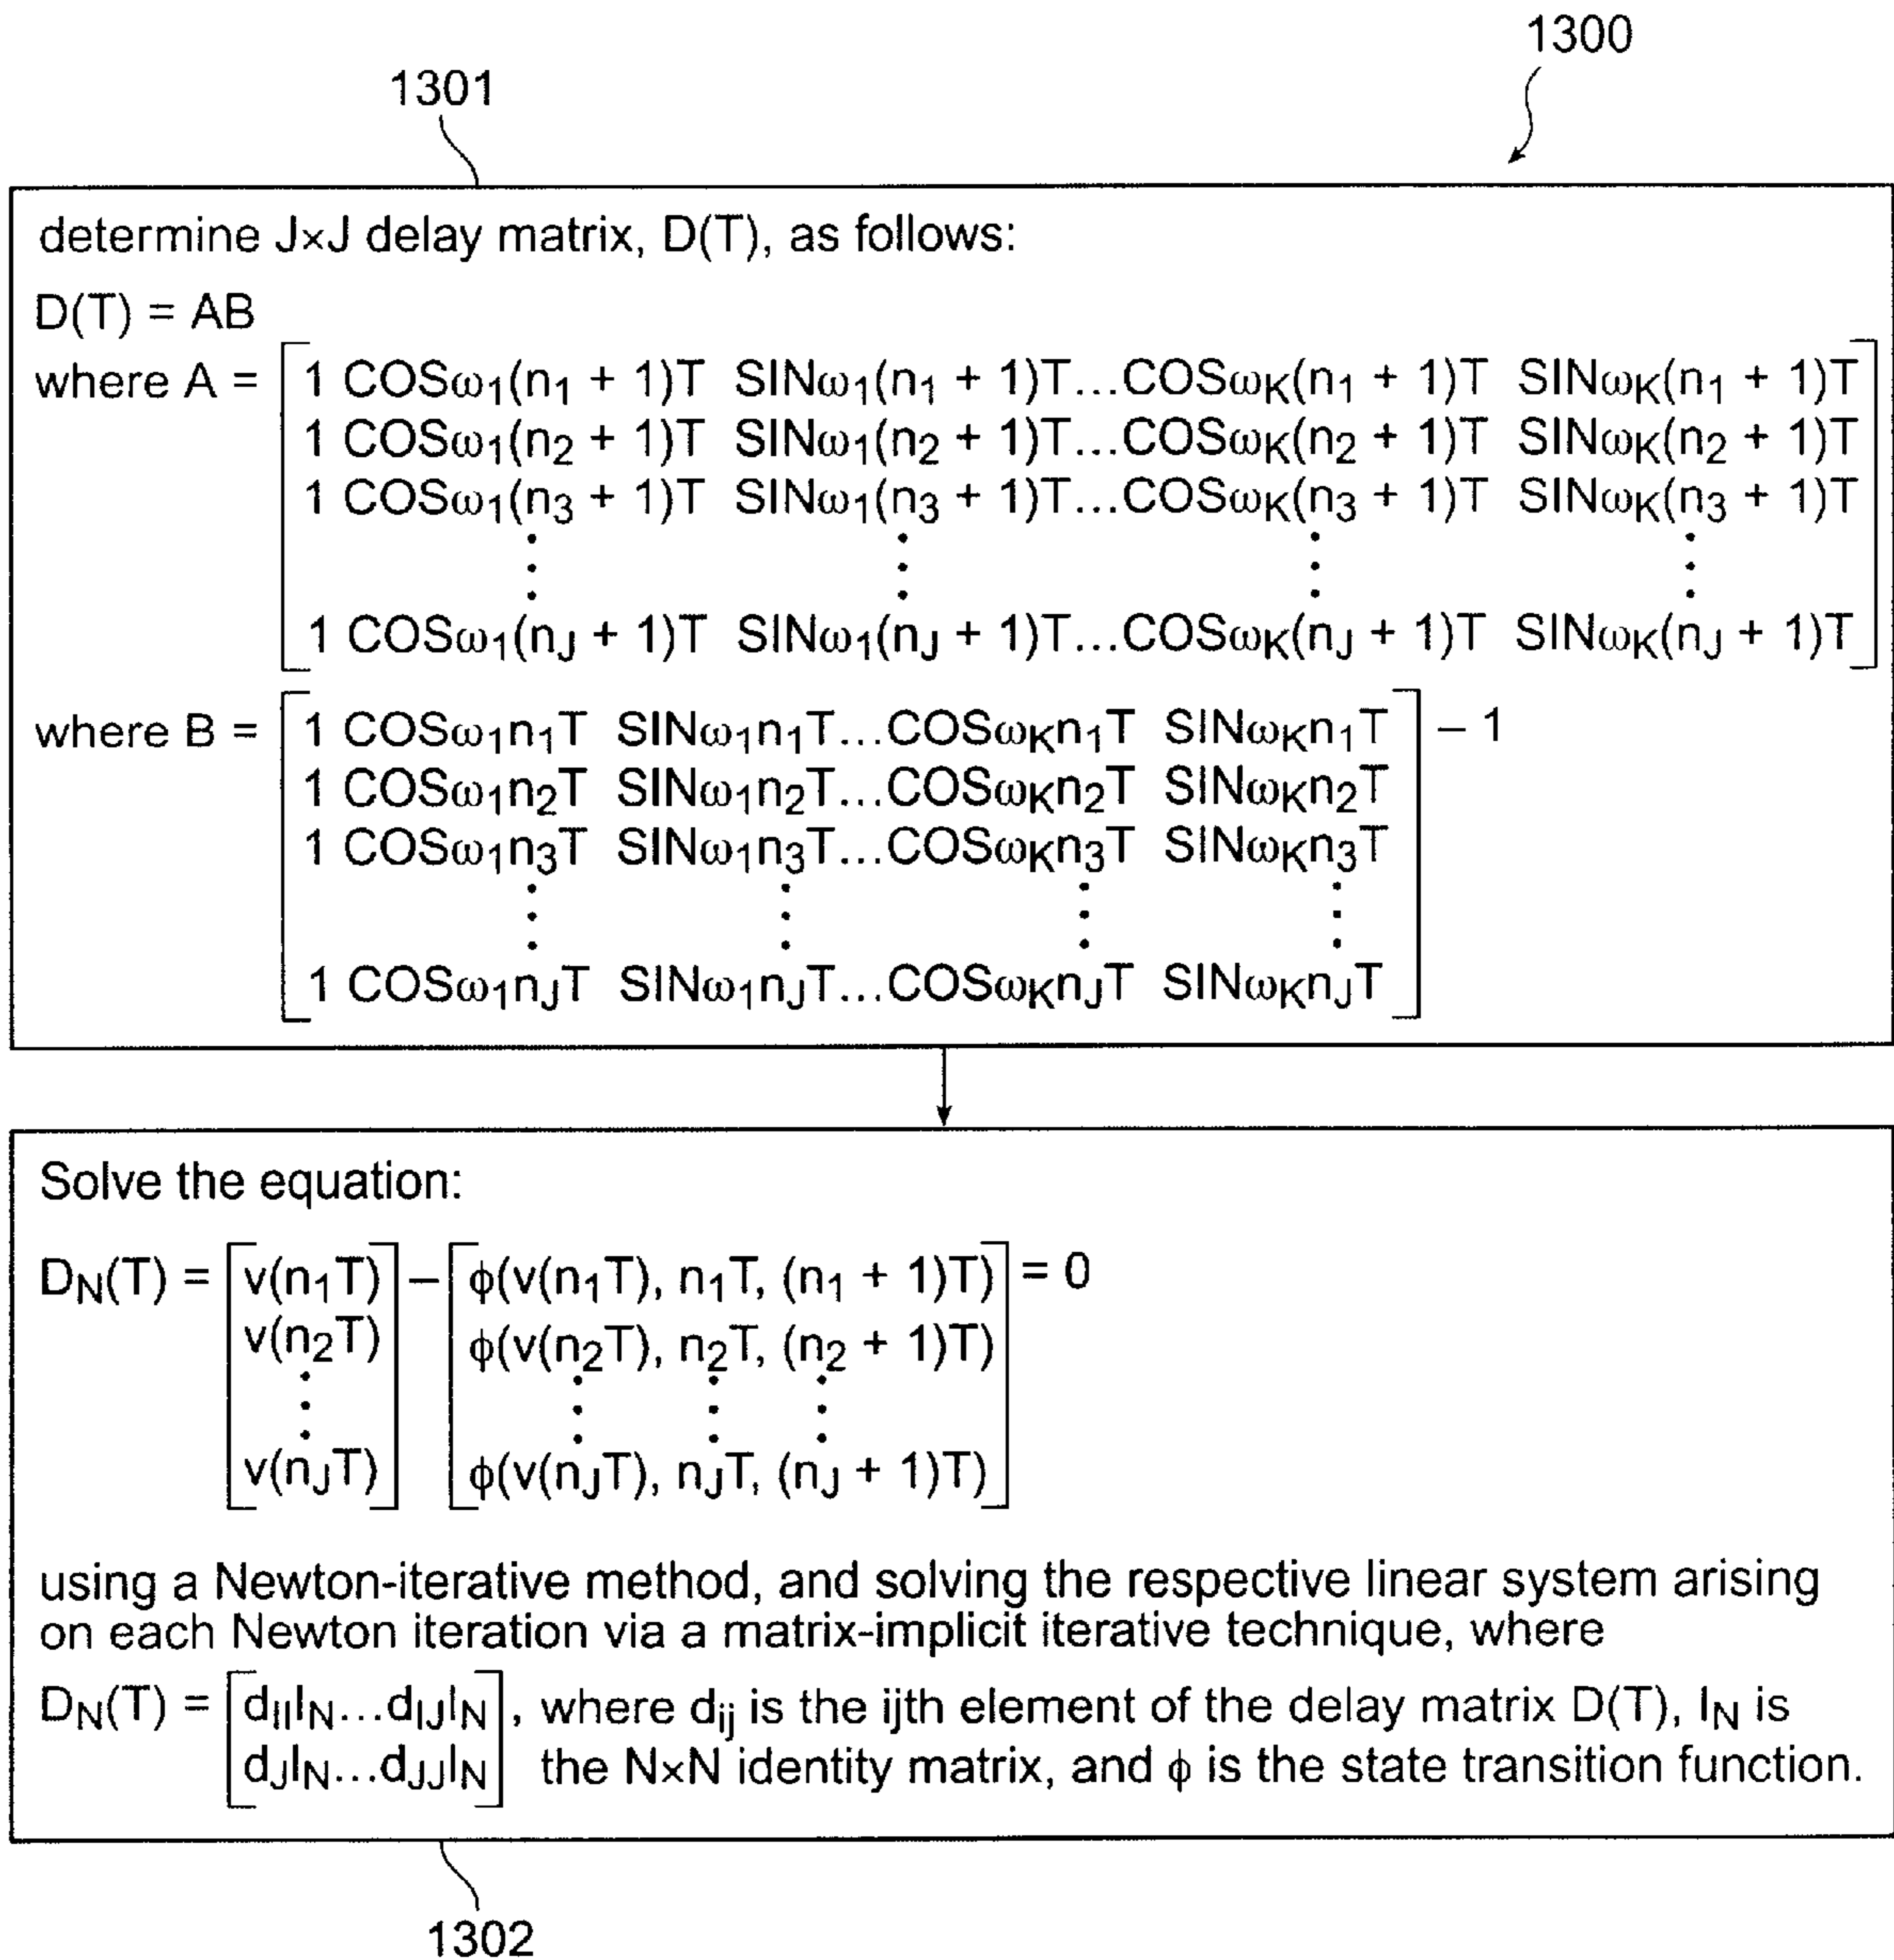 1300
1301
determine J×J delay matrix, D(T), as follows:
D(T) = AB
where A = [1 COSω₁(n₁ + 1)T SINω₁(n₁ + 1)T...COSωK(n₁ + 1)T SINωK(n₁ + 1)T
1 COSω₁(n₂ + 1)T SINω₁(n₂ + 1)T...COSωK(n₂ + 1)T SINωK(n₂ + 1)T
1 COSω₁(n₃ + 1)T SINω₁(n₃ + 1)T...COSωK(n₃ + 1)T SINωK(n₃ + 1)T
⋮ ⋮ ⋮ ⋮
1 COSω₁(nJ + 1)T SINω₁(nJ + 1)T...COSωK(nJ + 1)T SINωK(nJ + 1)T]
where B = [1 COSω₁n₁T SINω₁n₁T...COSωKn₁T SINωKn₁T] – 1
1 COSω₁n₂T SINω₁n₂T...COSωKn₂T SINωKn₂T
1 COSω₁n₃T SINω₁n₃T...COSωKn₃T SINωKn₃T
⋮ ⋮ ⋮ ⋮
1 COSω₁nJT SINω₁nJT...COSωKnJT SINωKnJT
Solve the equation:
DN(T) = [v(n₁T)] – [ϕ(v(n₁T), n₁T, (n₁ + 1)T)] = 0
v(n₂T) ϕ(v(n₂T), n₂T, (n₂ + 1)T)
⋮ ⋮ ⋮ ⋮
v(nJT) ϕ(v(nJT), nJT, (nJ + 1)T)
using a Newton-iterative method, and solving the respective linear system arising
on each Newton iteration via a matrix-implicit iterative technique, where
DN(T) = [dIIIN...dIJIN], where dij is the ijth element of the delay matrix D(T), IN is
dJIN...dJJIN the N×N identity matrix, and ϕ is the state transition function.
1302